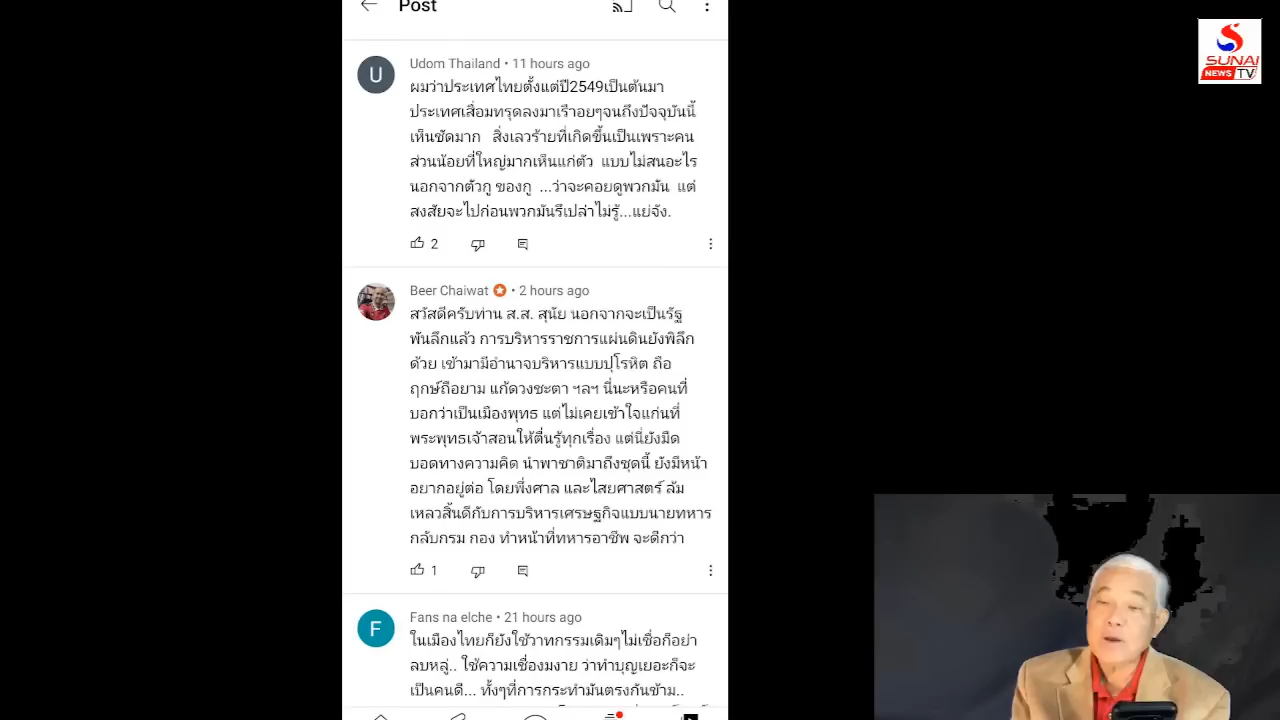 Post
SUNAI
NEWS TV
U
Udom Thailand • 11 hours ago
ผมว่าประเทศไทยตั้งแต่ปี2549เป็นต้นมา
ประเทศเสื่อมทรุดลงมาเรือยๆจนถึงปัจจุบันนี้
เห็นชัดมาก สิ่งเลวร้ายที่เกิดขึ้นเป็นเพราะคน
ส่วนน้อยที่ใหญ่มากเห็นแก่ตัว แบบไม่สนอะไร
นอกจากตัวกู ของกู ...ว่าจะคอยดูพวกมัน แต่
สงสัยจะไปก่อนพวกมันรึเปล่าไม่รู้...แย่จัง.
2
Beer Chaiwat • 2 hours ago
สวัสดีครับท่าน ส.ส. สุนัย นอกจากจะเป็นรัฐ
พันลึกแล้ว การบริหารราชการแผ่นดินยังพิลึก
ด้วย เข้ามามีอำนาจบริหารแบบปุโรหิต ถือ
ฤกษ์ถือยาม แก้ดวงชะตา ฯลฯ นี่นะหรือคนที่
บอกว่าเป็นเมืองพุทธ แต่ไม่เคยเข้าใจแก่นที่
พระพุทธเจ้าสอนให้ตื่นรู้ทุกเรื่อง แต่นี่ยังมืด
บอดทางความคิด นำพาชาติมาถึงชุดนี้ ยังมีหน้า
อยากอยู่ต่อ โดยพึ่งศาล และไสยศาสตร์ ลัม
เหลวสิ้นดีกับการบริหารเศรษฐกิจแบบนายทหาร
กลับกรม กอง ทำหน้าที่ทหารอาชีพ จะดีกว่า
1
F
Fans na elche • 21 hours ago
ในเมืองไทยก็ยังใช้วาทกรรมเดิมๆไม่เชื่อก็อย่า
ลบหลู่.. ใช้ความเชื่องมงาย ว่าทำบุญเยอะก็จะ
เป็นคนดี... ทั้งๆที่การกระทำมันตรงกันข้าม..